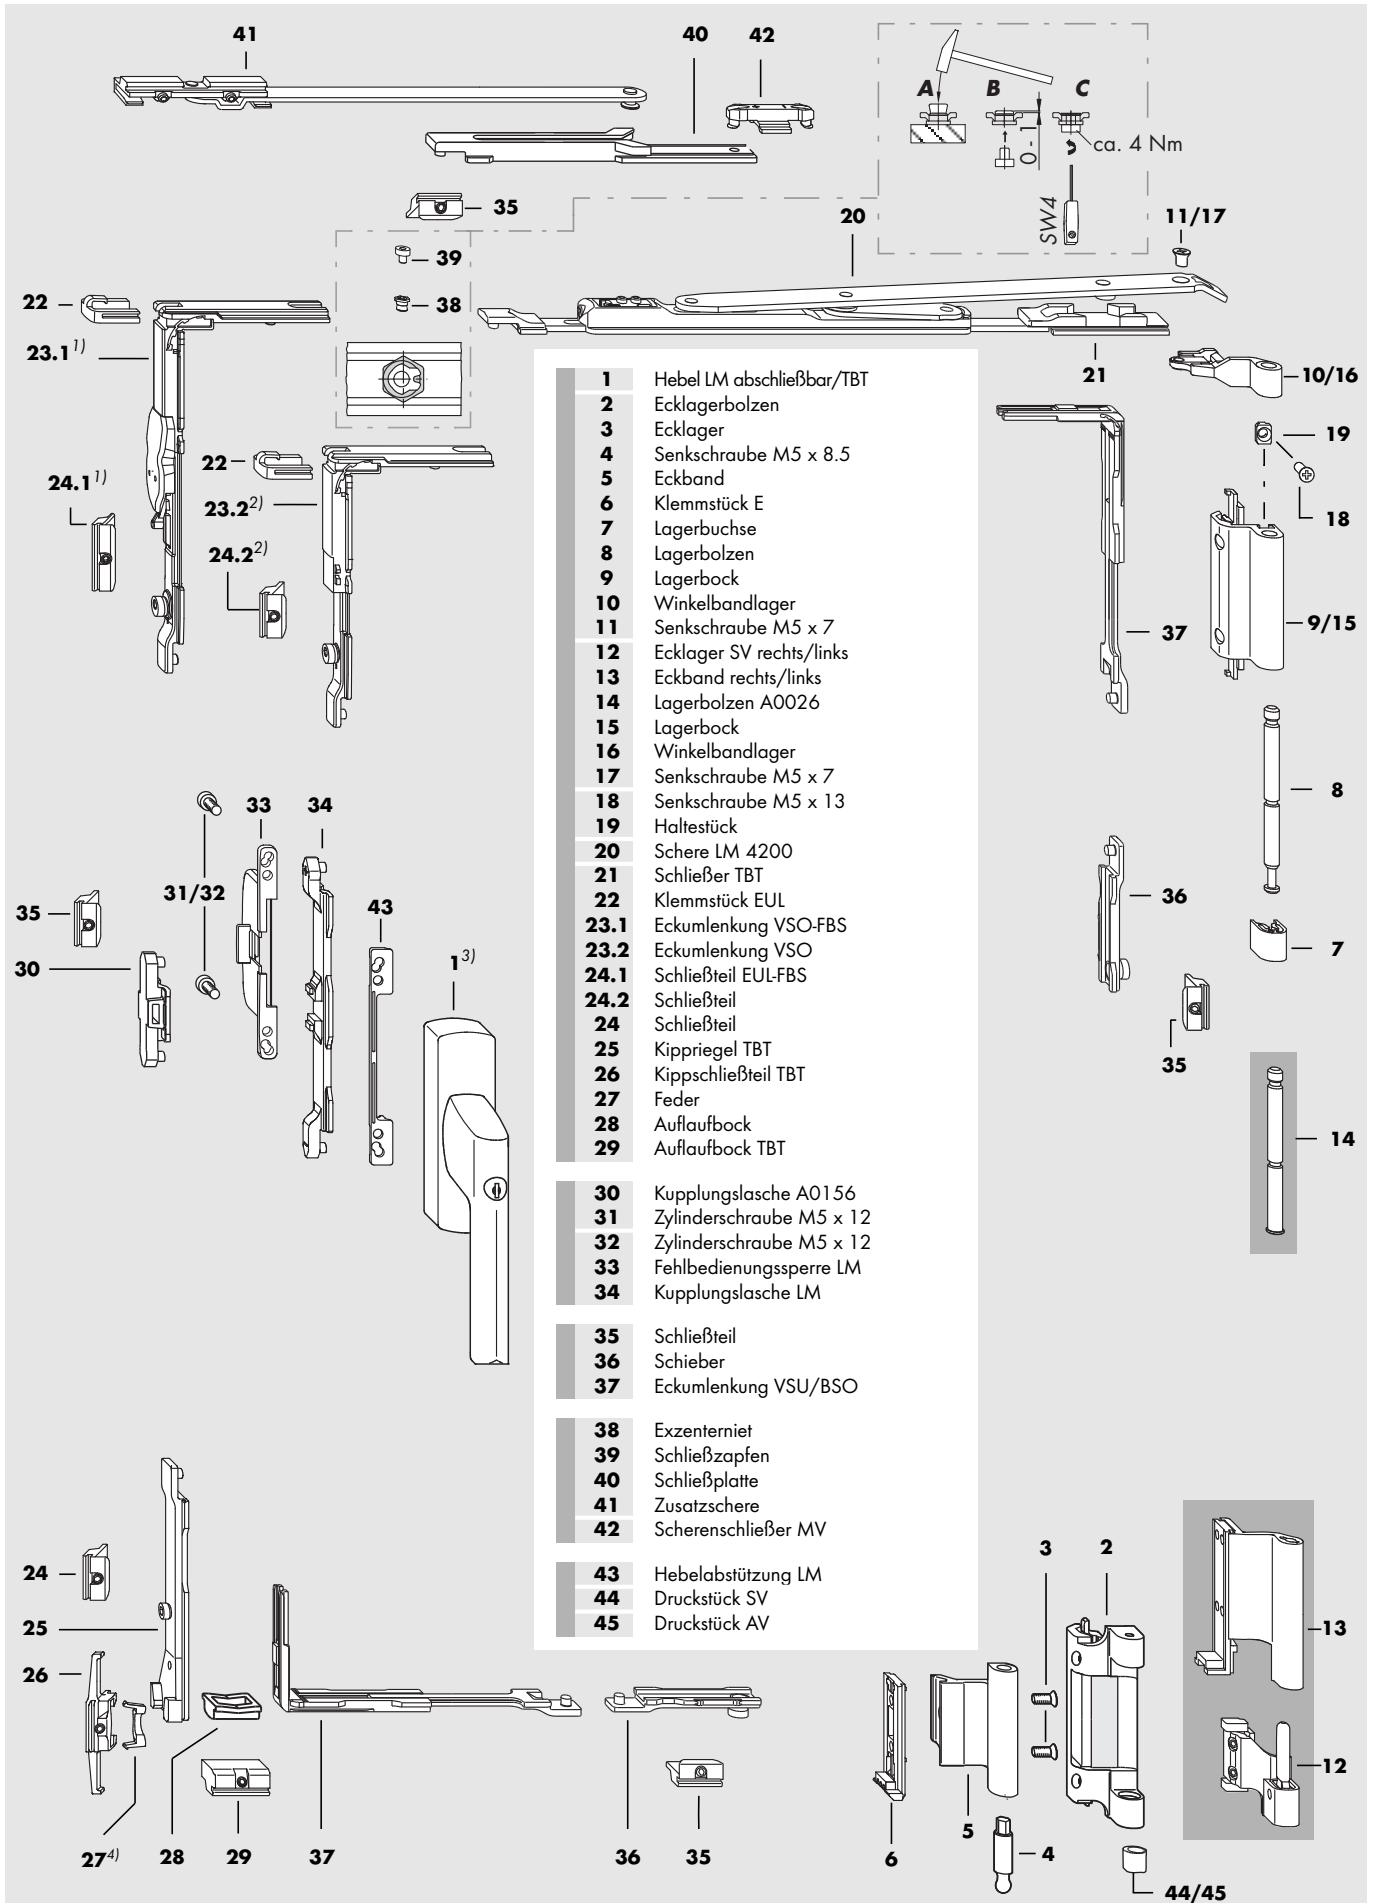 41
40
42
A
B
C
0 - 1
ca. 4 Nm
SW4
35
39
38
20
11/17
22
23.1 1)
21
10/16
19
18
22
24.1 1)
23.2 2)
24.2 2)
37
9/15
1 Hebel LM abschließbar/TBT
2 Ecklagerbolzen
3 Ecklager
4 Senkschraube M5 x 8.5
5 Eckband
6 Klemmstück E
7 Lagerbuchse
8 Lagerbolzen
9 Lagerbock
10 Winkelbandlager
11 Senkschraube M5 x 7
12 Ecklager SV rechts/links
13 Eckband rechts/links
14 Lagerbolzen A0026
15 Lagerbock
16 Winkelbandlager
17 Senkschraube M5 x 7
18 Senkschraube M5 x 13
19 Haltestück
20 Schere LM 4200
21 Schließer TBT
22 Klemmstück EUL
23.1 Eckumlenkung VSO-FBS
23.2 Eckumlenkung VSO
24.1 Schließteil EUL-FBS
24.2 Schließteil
24 Schließteil
25 Kippriegel TBT
26 Kippschließteil TBT
27 Feder
28 Auflaufbock
29 Auflaufbock TBT
30 Kupplungslasche A0156
31 Zylinderschraube M5 x 12
32 Zylinderschraube M5 x 12
33 Fehlbedienungssperre LM
34 Kupplungslasche LM
35 Schließteil
36 Schieber
37 Eckumlenkung VSU/BSO
38 Exzenterniet
39 Schließzapfen
40 Schließplatte
41 Zusatzschere
42 Scherenschließer MV
43 Hebelabstützung LM
44 Druckstück SV
45 Druckstück AV
33
34
31/32
35
43
30
1 3)
8
36
7
35
14
24
25
26
27 4)
28
29
37
36
35
3
2
13
12
6
5
4
44/45